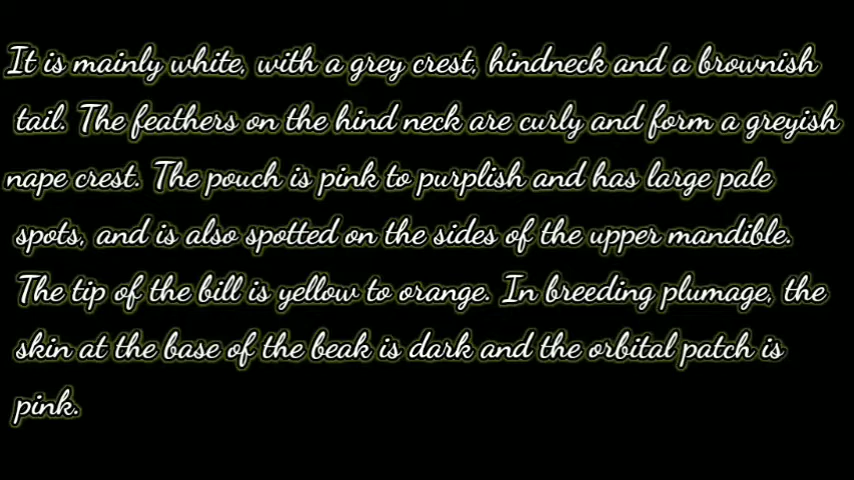 It is mainly white, with a grey crest, hindneck and a brownish
tail. The feathers on the hind neck are curly and form a greyish
nape crest. The pouch is pink to purplish and has large pale
spots, and is also spotted on the sides of the upper mandible.
The tip of the bill is yellow to orange. In breeding plumage, the
skin at the base of the beak is dark and the orbital patch is
pink.